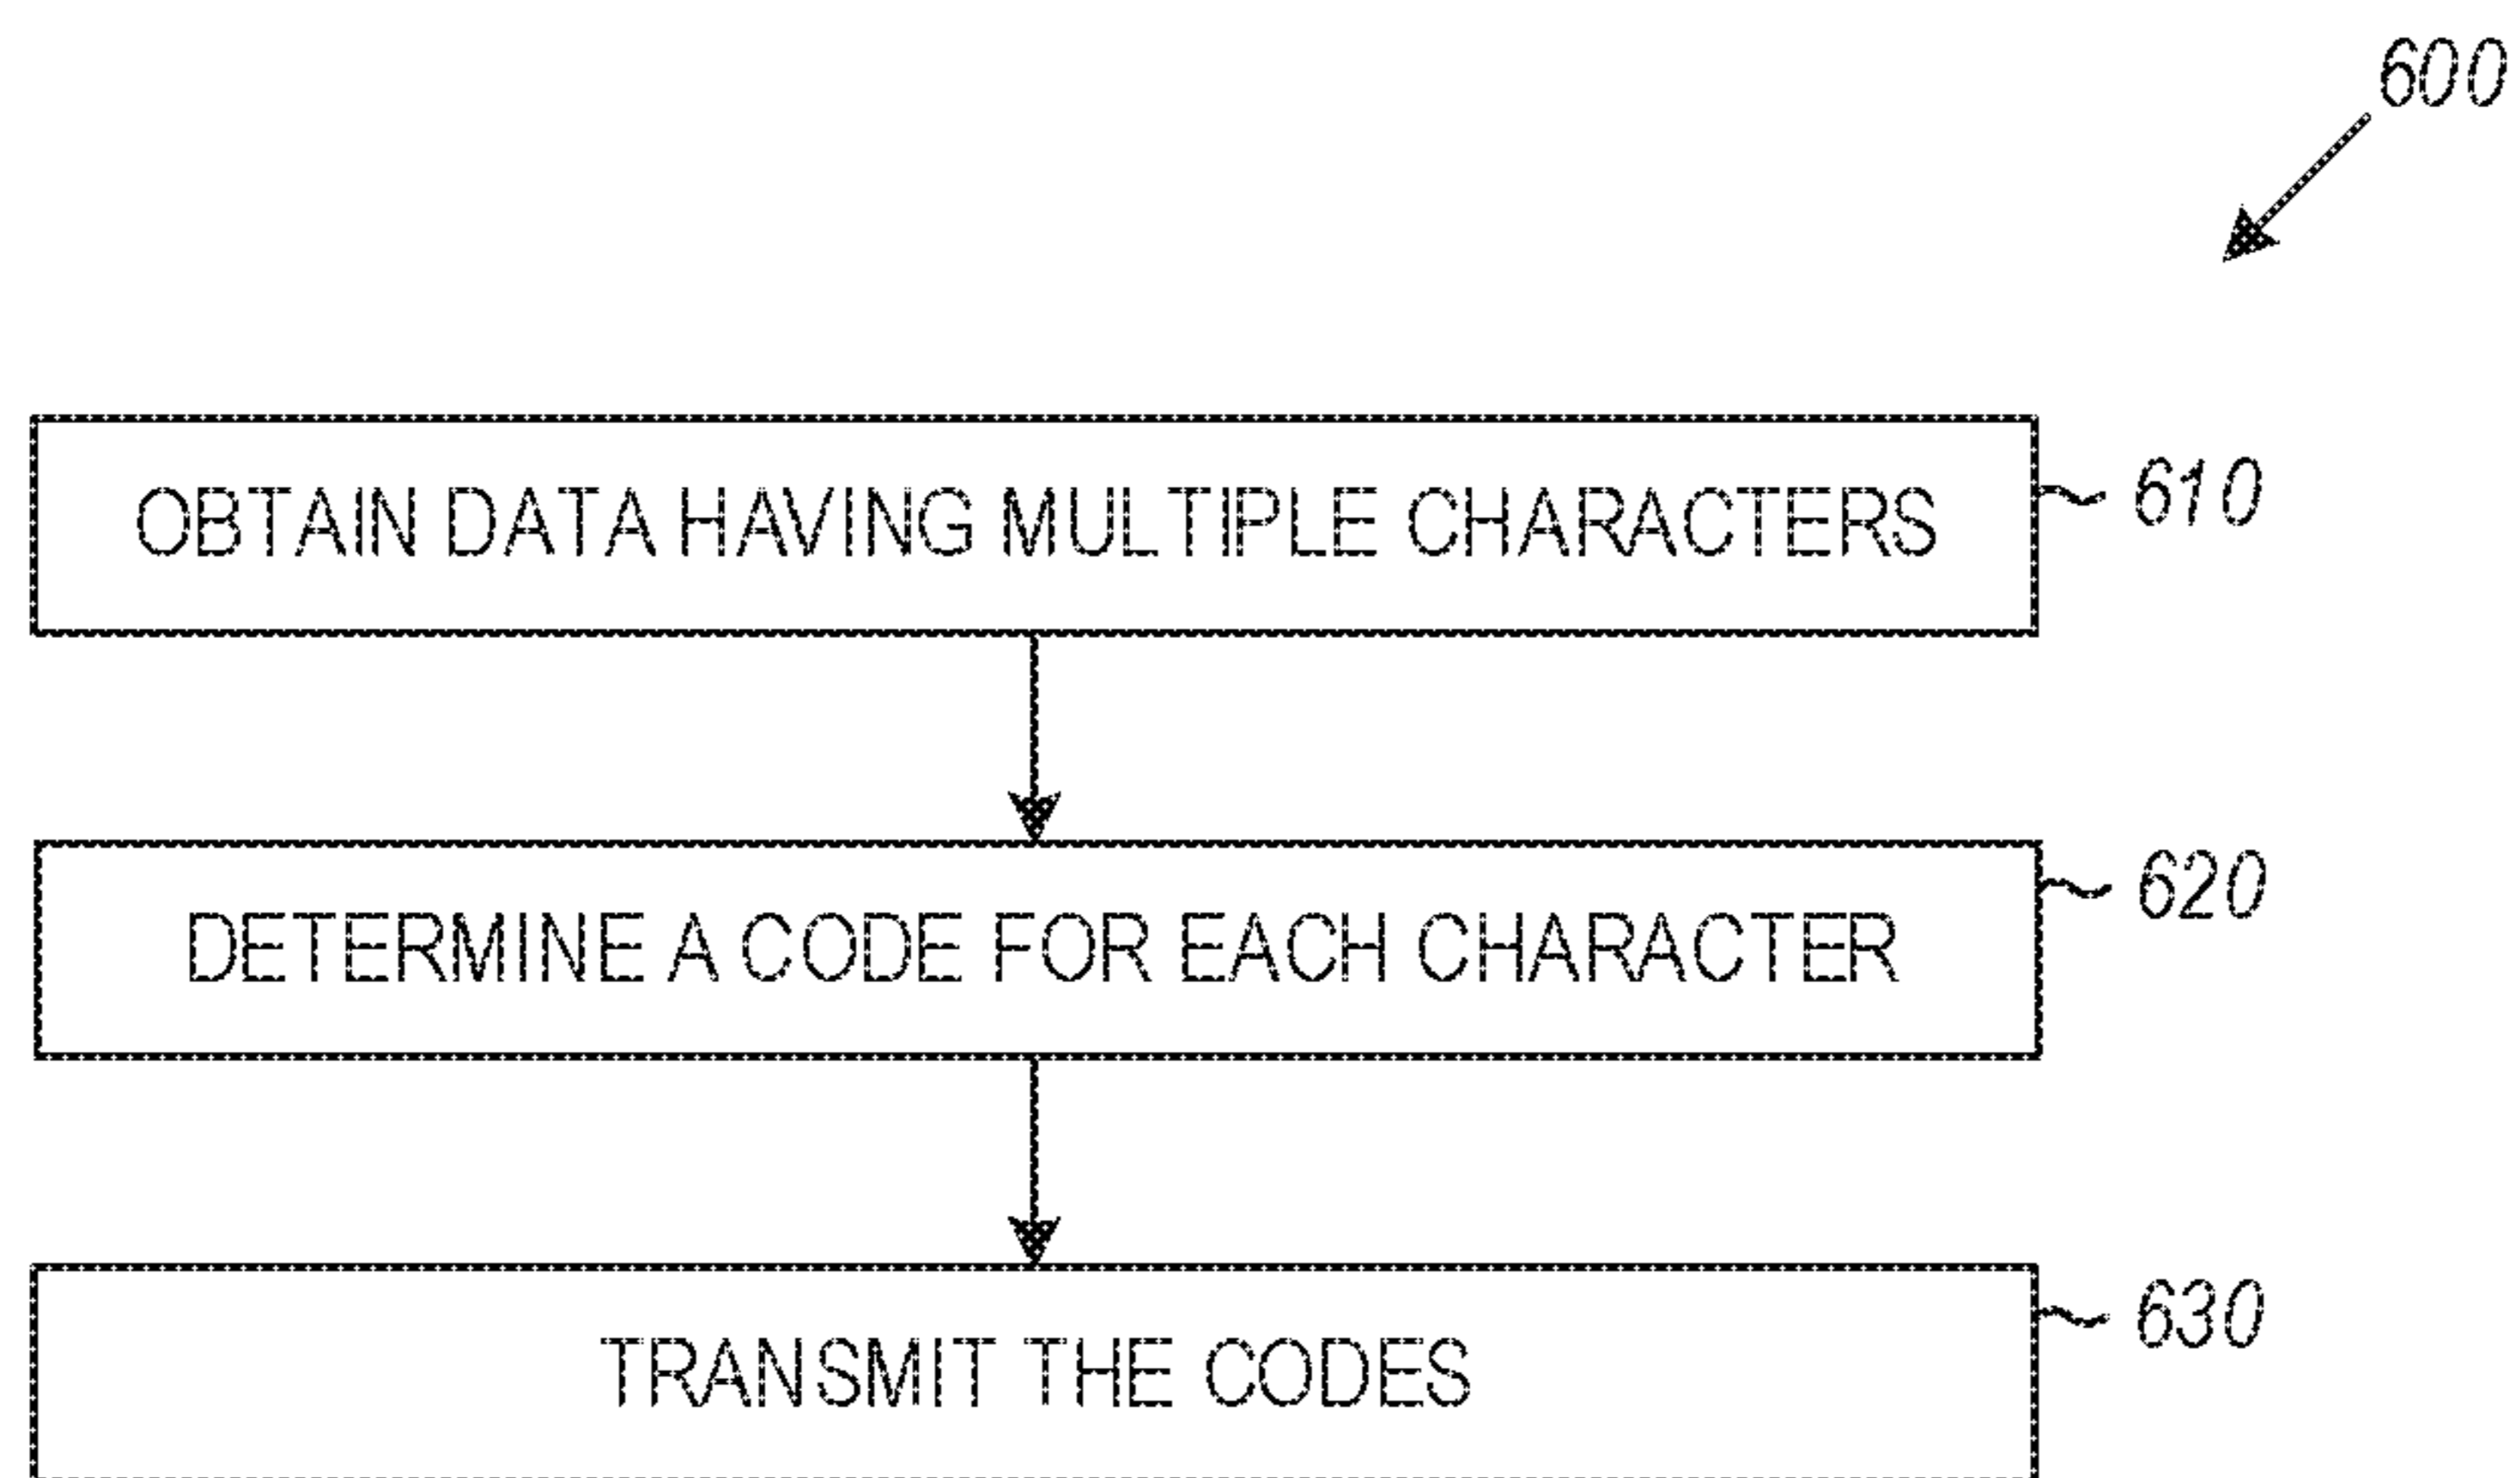 600
OBTAIN DATA HAVING MULTIPLE CHARACTERS
610
DETERMINE A CODE FOR EACH CHARACTER
620
TRANSMIT THE CODES
630